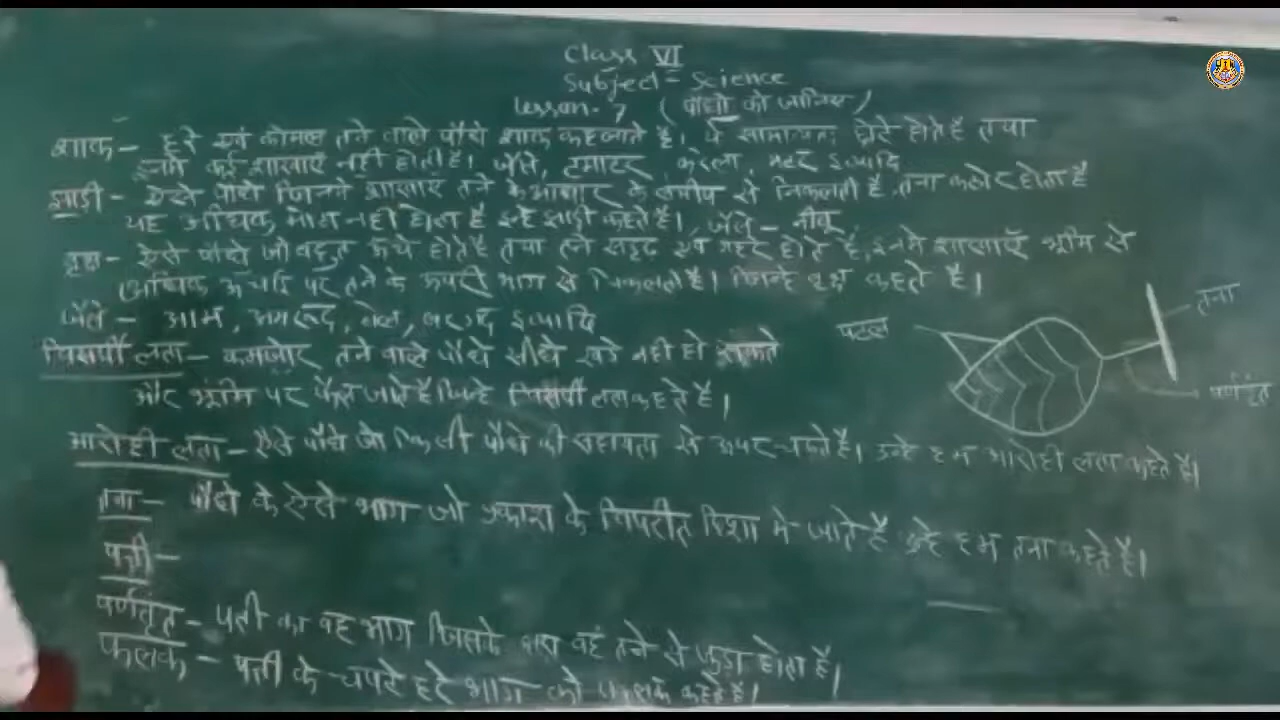 Class VI
Subject = Science
Lesson - 7 ( पौधो को जानिए )
शाक - हरे एवं कोमल तने वाले पौधे शाक कहलाते है। ये सामान्यतः छोटे होते है तथा
इनमे कई शाखाएँ नही होती है। जैसे, टमाटर, करेला, मटर इत्यादि
झाडी - ऐसे पौधो जिनमे शाखाएं तने के आधार के समीप से निकलती है तना कठोर होता है
यह अधिक मोटा नही होता है इन्हे झाड़ी कहते है। जैसे - नींबू
वृक्ष - ऐसे पौधो जो बहुत ऊंचे होते है तथा तने सुदृढ़ एवं गहरे होते है, इनमे शाखाएँ भूमि से
अधिक ऊंचाई पर तने के ऊपरी भाग से निकलती है। जिन्हे वृक्ष कहते है।
जैसे - आम, अमरूद, बेल, बरगद इत्यादि
विसर्पी लता - कमजोर तने वाले पौधे सीधे खडे नही हो सकते
और भूमि पर फैल जाते है जिन्हे विसर्पी लता कहते है।
आरोही लता - ऐसे पौधे जो किसी पौधे की सहायता से ऊपर चढते है। उन्हे हम आरोही लता कहते है।
तना - पौधो के ऐसे भाग जो प्रकाश के विपरीत दिशा मे जाते है उन्हे हम तना कहते है।
पत्ती -
पर्णवृंत - पत्ती का वह भाग जिसके द्वारा वह तने से जुडा होता है।
फलक - पत्ती के चपटे हरे भाग को फलक कहते है।
तना
पटल
पर्णवृंत